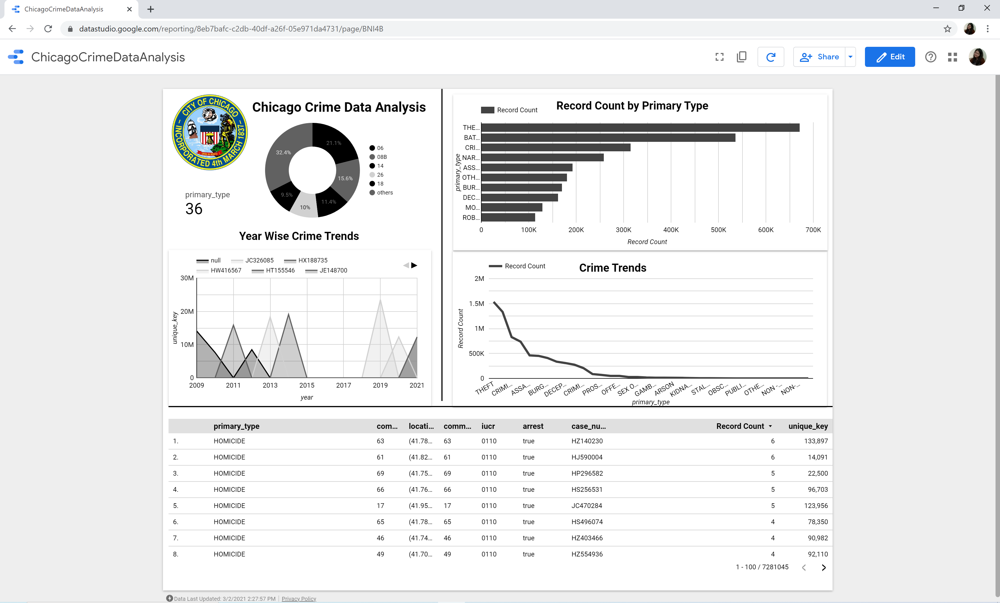 ChicagoCrimeDataAnalysis
datastudio.google.com/reporting/8eb7bafc-c2db-40df-a26f-05e971da4731/page/BNI4B
ChicagoCrimeDataAnalysis
Share
Edit
CITY OF CHICAGO
INCORPORATED 4th MARCH 1837
URBS IN HORTO
Chicago Crime Data Analysis
21.1%
15.6%
11.4%
10%
9.5%
32.4%
06
08B
14
26
18
others
primary_type
36
Year Wise Crime Trends
null JC326085 HX188735
HW416567 HT155546 JE148700
unique_key
30M
20M
10M
0
2009 2011 2013 2015 2017 2019 2021
year
Record Count by Primary Type
Record Count
primary_type
THE...
BAT...
CRI...
NAR...
ASS...
OTH...
BUR...
DEC...
MO...
ROB...
0 100K 200K 300K 400K 500K 600K 700K
Record Count
Crime Trends
Record Count
Record Count
2M
1.5M
1M
500K
0
THEFT CRIMI... ASSA... BURG... DECEP... CRIMI... PROS... OFFE... SEX O... GAMB... ARSON KIDNA... STAL... OBSC... PUBLI... OTHE... NON -... NON-...
primary_type
primary_type com... locati... comm... iucr arrest case_nu... Record Count unique_key
1. HOMICIDE 63 (41.78... 63 0110 true HZ140230 6 133,897
2. HOMICIDE 61 (41.82... 61 0110 true HJ590004 6 14,091
3. HOMICIDE 69 (41.75... 69 0110 true HP296582 5 22,500
4. HOMICIDE 66 (41.76... 66 0110 true HS256531 5 96,703
5. HOMICIDE 17 (41.95... 17 0110 true JC470284 5 123,956
6. HOMICIDE 65 (41.78... 65 0110 true HS496074 4 78,350
7. HOMICIDE 46 (41.74... 46 0110 true HZ403466 4 90,982
8. HOMICIDE 49 (41.70... 49 0110 true HZ554936 4 92,110
1 - 100 / 7281045
Data Last Updated: 3/2/2021 2:27:57 PM Privacy Policy